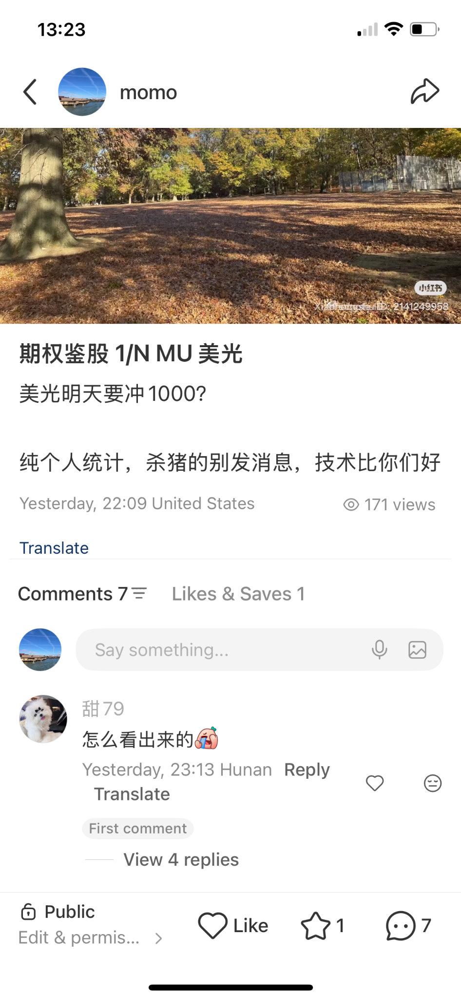 13:23
momo
小红书
期权鉴股 1/N MU 美光
美光明天要冲1000?
纯个人统计，杀猪的别发消息，技术比你们好
Yesterday, 22:09 United States
171 views
Translate
Comments 7
Likes & Saves 1
Say something...
甜79
怎么看出来的
Yesterday, 23:13 Hunan Reply
Translate
First comment
View 4 replies
Public
Edit & permis...
Like
1
7